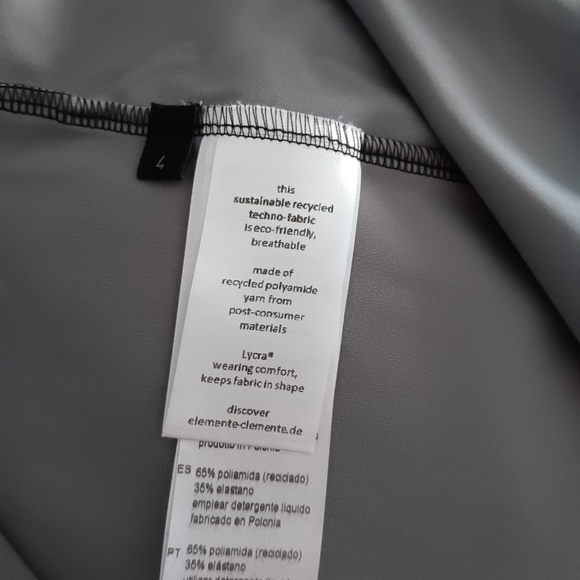 4
this
sustainable recycled
techno-fabric
is eco-friendly,
breathable
made of
recycled polyamide
yarn from
post-consumer
materials
Lycra®
wearing comfort,
keeps fabric in shape
discover
elemente-clemente.de
ES 65% poliamida (reciclado)
35% elastano
emplear detergente líquido
fabricado en Polonia
PT 65% poliamida (reciclado)
35% elástano